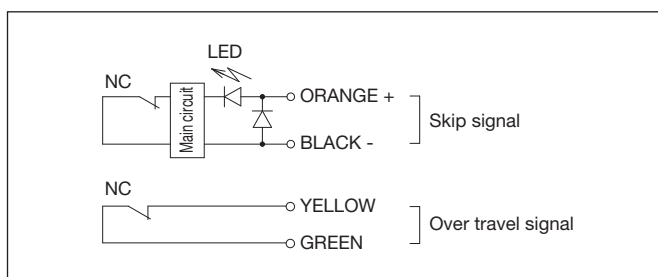 LED
NC
Main circuit
ORANGE +
BLACK -
Skip signal
NC
YELLOW
GREEN
Over travel signal